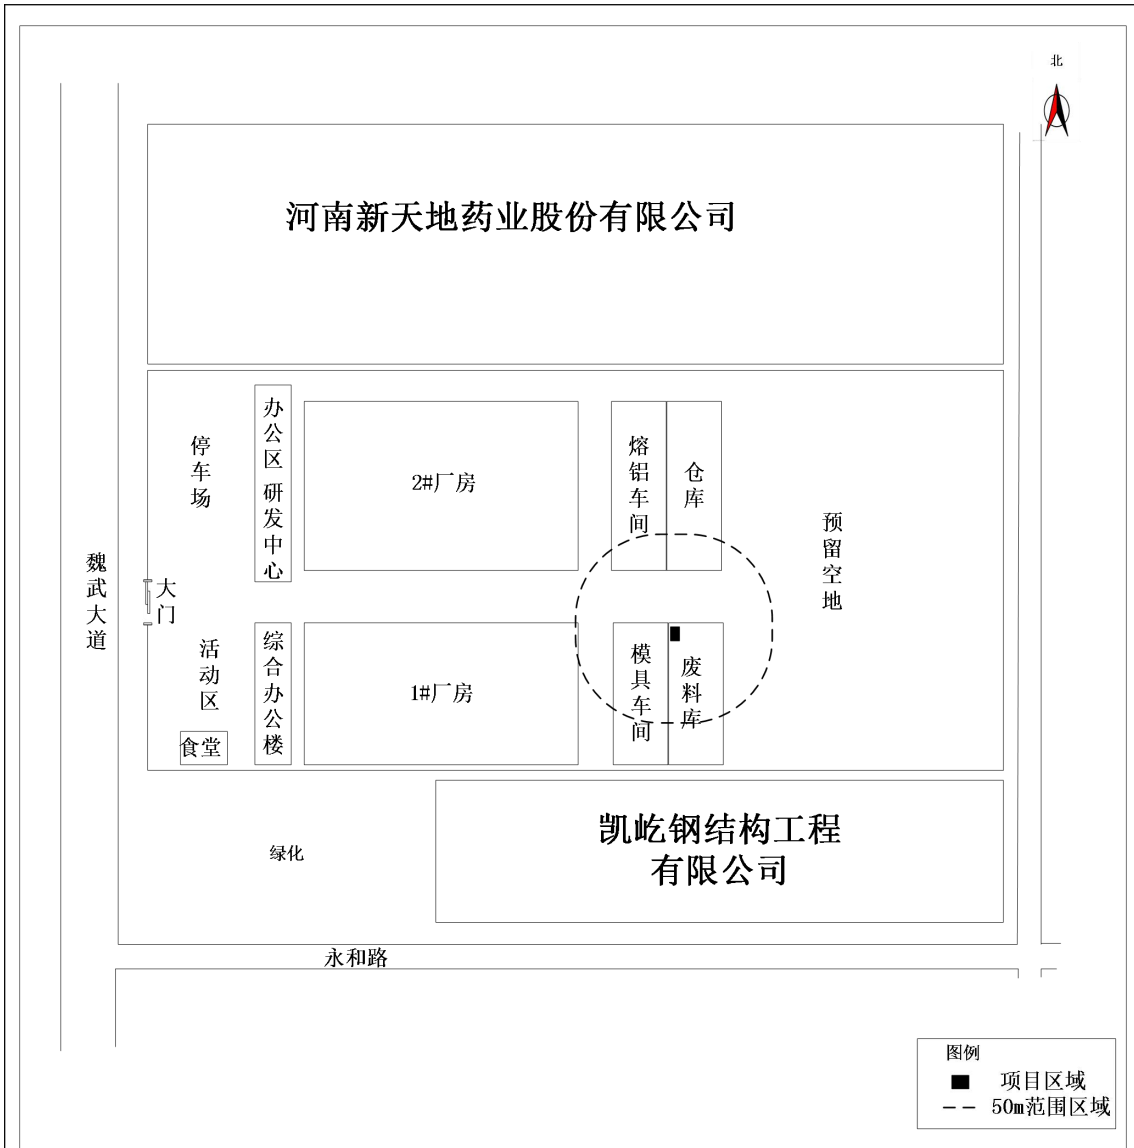 北
河南新天地药业股份有限公司
停车场
办公区 研发中心
2#厂房
熔铝车间
仓库
预留空地
魏武大道
大门
活动区
食堂
综合办公楼
1#厂房
模具车间
废料库
凯屹钢结构工程
有限公司
绿化
永和路
图例
项目区域
50m范围区域